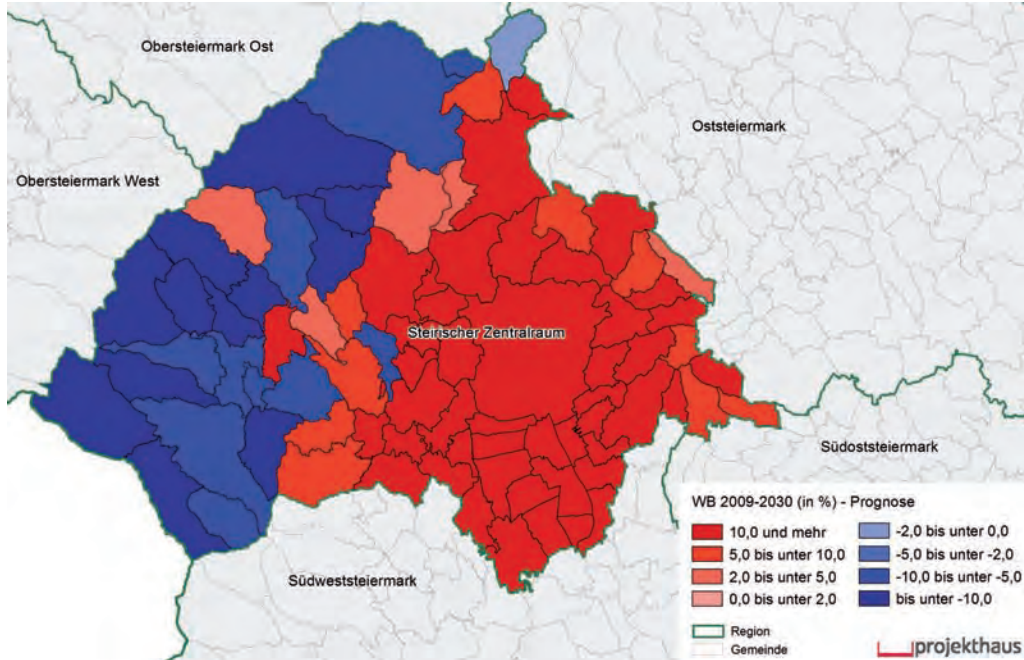 Obersteiermark Ost
Oststeiermark
Obersteiermark West
Steirischer Zentralraum
Südoststeiermark
Südweststeiermark
WB 2009-2030 (in %) - Prognose
10,0 und mehr
5,0 bis unter 10,0
2,0 bis unter 5,0
0,0 bis unter 2,0
-2,0 bis unter 0,0
-5,0 bis unter -2,0
-10,0 bis unter -5,0
bis unter -10,0
Region
Gemeinde
projekthaus